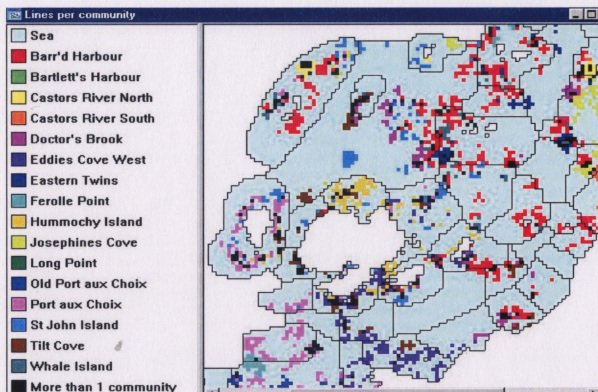 Lines per community
Sea
Barr'd Harbour
Bartlett's Harbour
Castors River North
Castors River South
Doctor's Brook
Eddies Cove West
Eastern Twins
Ferolle Point
Hummochy Island
Josephines Cove
Long Point
Old Port aux Choix
Port aux Choix
St John Island
Tilt Cove
Whale Island
More than 1 community